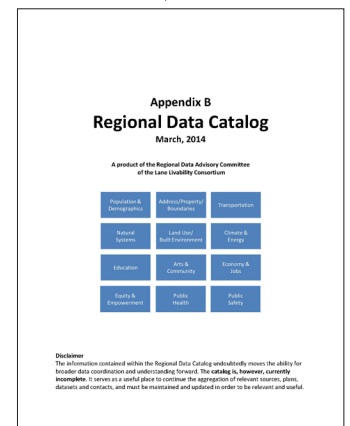 Appendix B
Regional Data Catalog
March, 2014
A product of the Regional Data Advisory Committee
of the Lane Livability Consortium
Population &
Demographics
Address/Property/
Boundaries
Transportation
Natural
Systems
Land Use/
Built Environment
Climate &
Energy
Education
Arts &
Community
Economy &
Jobs
Equity &
Empowerment
Public
Health
Public
Safety
Disclaimer
The information contained within the Regional Data Catalog undoubtedly moves the ability for
broader data coordination and understanding forward. The catalog is, however, currently
incomplete. It serves as a useful place to continue the aggregation of relevant sources, plans,
datasets and contacts, and must be maintained and updated in order to be relevant and useful.